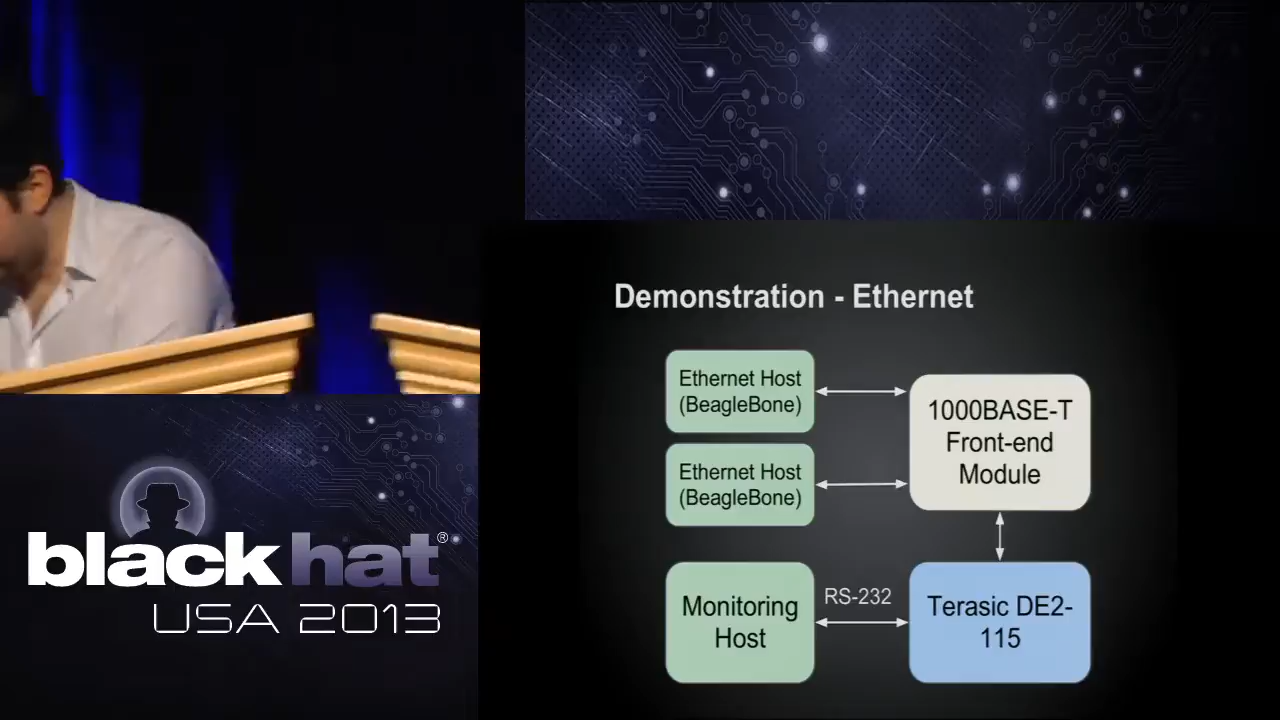 Demonstration - Ethernet
Ethernet Host
(BeagleBone)
1000BASE-T
Front-end
Module
Ethernet Host
(BeagleBone)
Monitoring
Host
RS-232
Terasic DE2-
115
black hat®
USA 2013